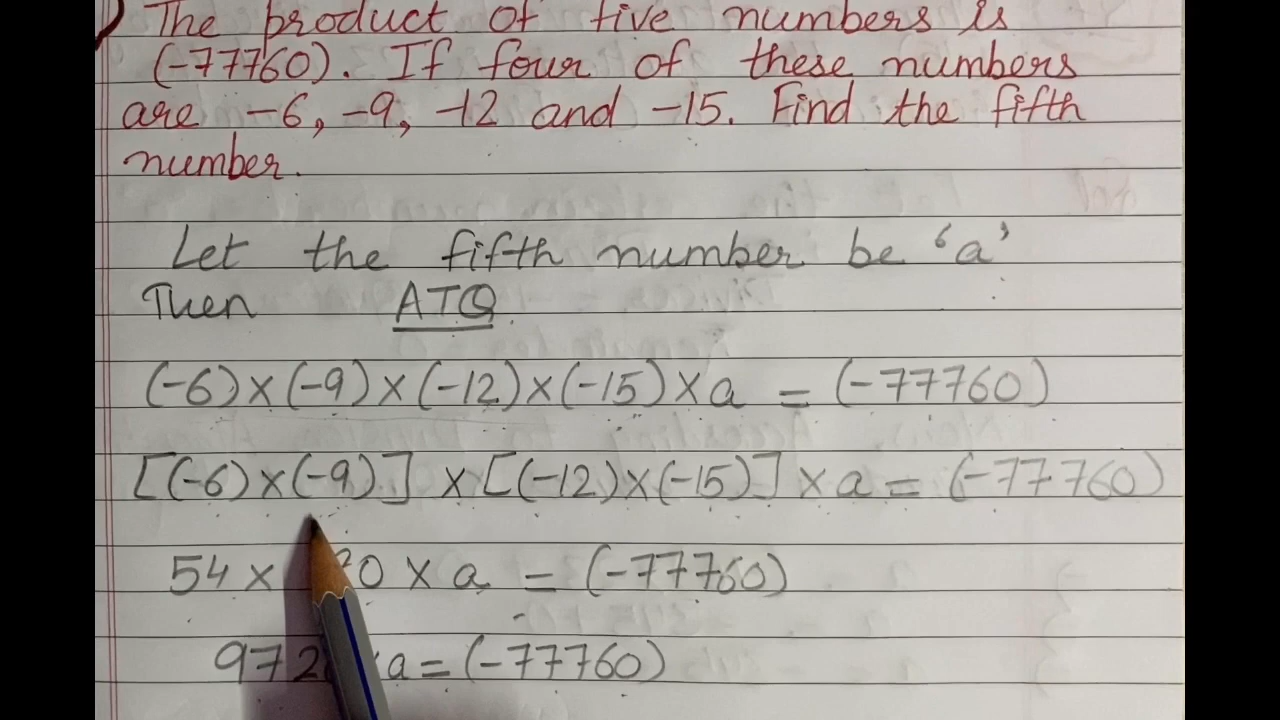 The product of five numbers is
(-77760). If four of these numbers
are -6, -9, -12 and -15. Find the fifth
number.
Let the fifth number be 'a'
Then ATQ
(-6)×(-9)×(-12)×(-15)×a = (-77760)
[(-6)×(-9)] × [(-12)×(-15)] × a = (-77760)
54 × × a = (-77760)
a = (-77760)